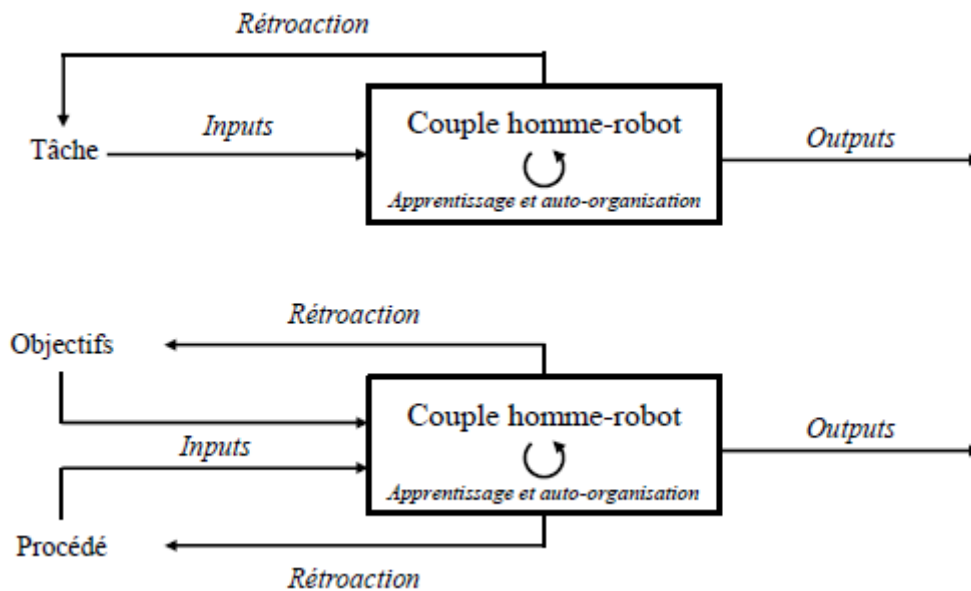 Rétroaction
Inputs
Couple homme-robot
Outputs
Tâche
Apprentissage et auto-organisation
Rétroaction
Objectifs
Couple homme-robot
Outputs
Inputs
Apprentissage et auto-organisation
Procédé
Rétroaction